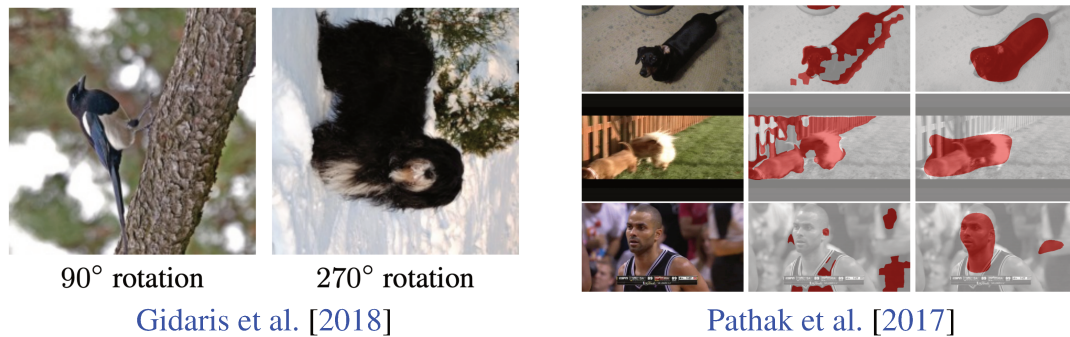 90° rotation
270° rotation
Gidaris et al. [2018]
Pathak et al. [2017]